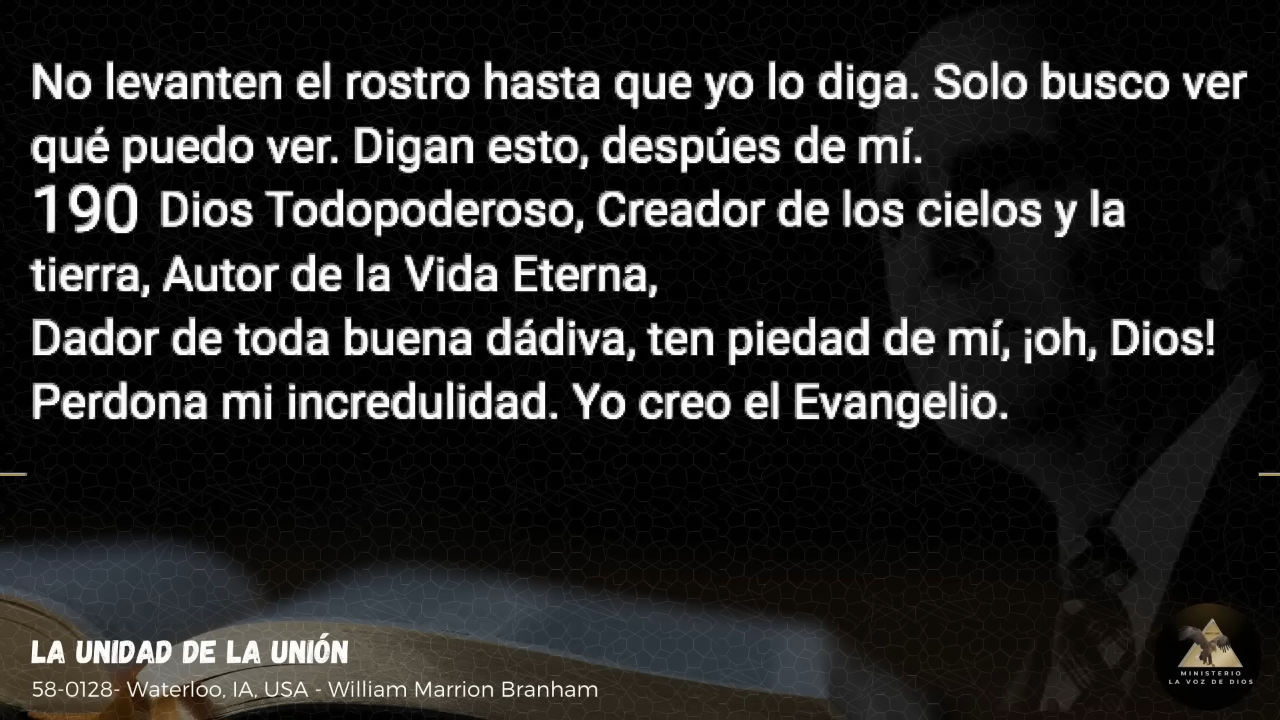 No levanten el rostro hasta que yo lo diga. Solo busco ver
qué puedo ver. Digan esto, despúes de mí.
190 Dios Todopoderoso, Creador de los cielos y la
tierra, Autor de la Vida Eterna,
Dador de toda buena dádiva, ten piedad de mí, ¡oh, Dios!
Perdona mi incredulidad. Yo creo el Evangelio.
LA UNIDAD DE LA UNIÓN
58-0128- Waterloo, IA, USA - William Marrion Branham
MINISTERIO
LA VOZ DE DIOS